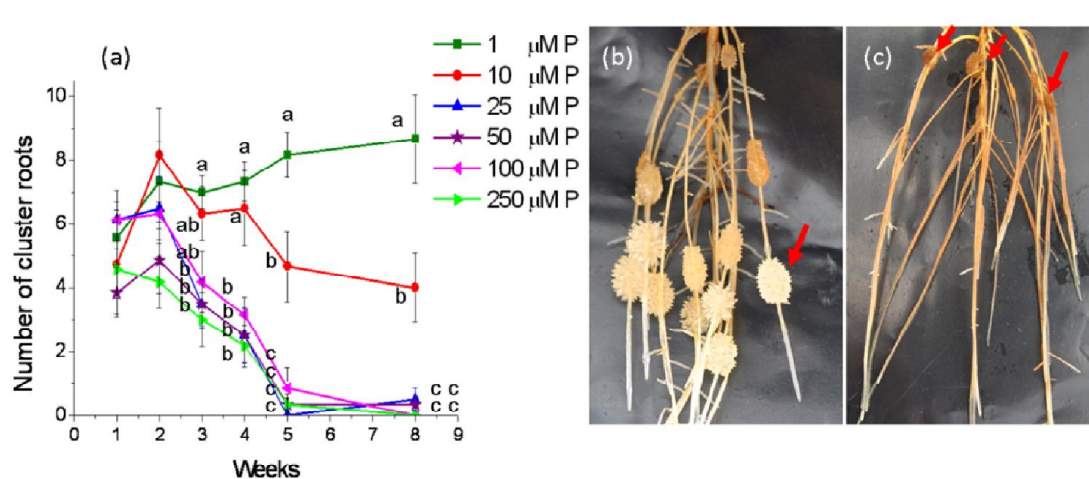 (a)
1 μM P
10 μM P
25 μM P
50 μM P
100 μM P
250 μM P
Number of cluster roots
10
8
6
4
2
0
a
a
a
a
a
ab
ab
b
b
b
b
b
b
b
b
b
c
c
c
c
c c
c c
0 1 2 3 4 5 6 7 8 9
Weeks
(b)
(c)